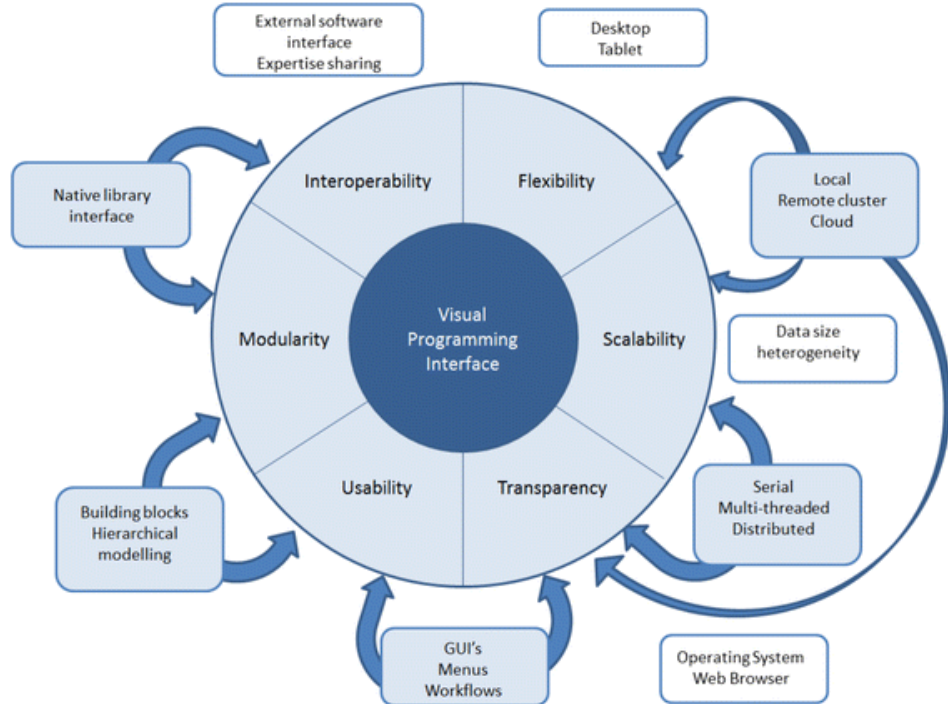 External software
interface
Expertise sharing
Desktop
Tablet
Native library
interface
Interoperability
Flexibility
Local
Remote cluster
Cloud
Modularity
Visual
Programming
Interface
Scalability
Data size
heterogeneity
Building blocks
Hierarchical
modelling
Usability
Transparency
Serial
Multi-threaded
Distributed
GUI's
Menus
Workflows
Operating System
Web Browser